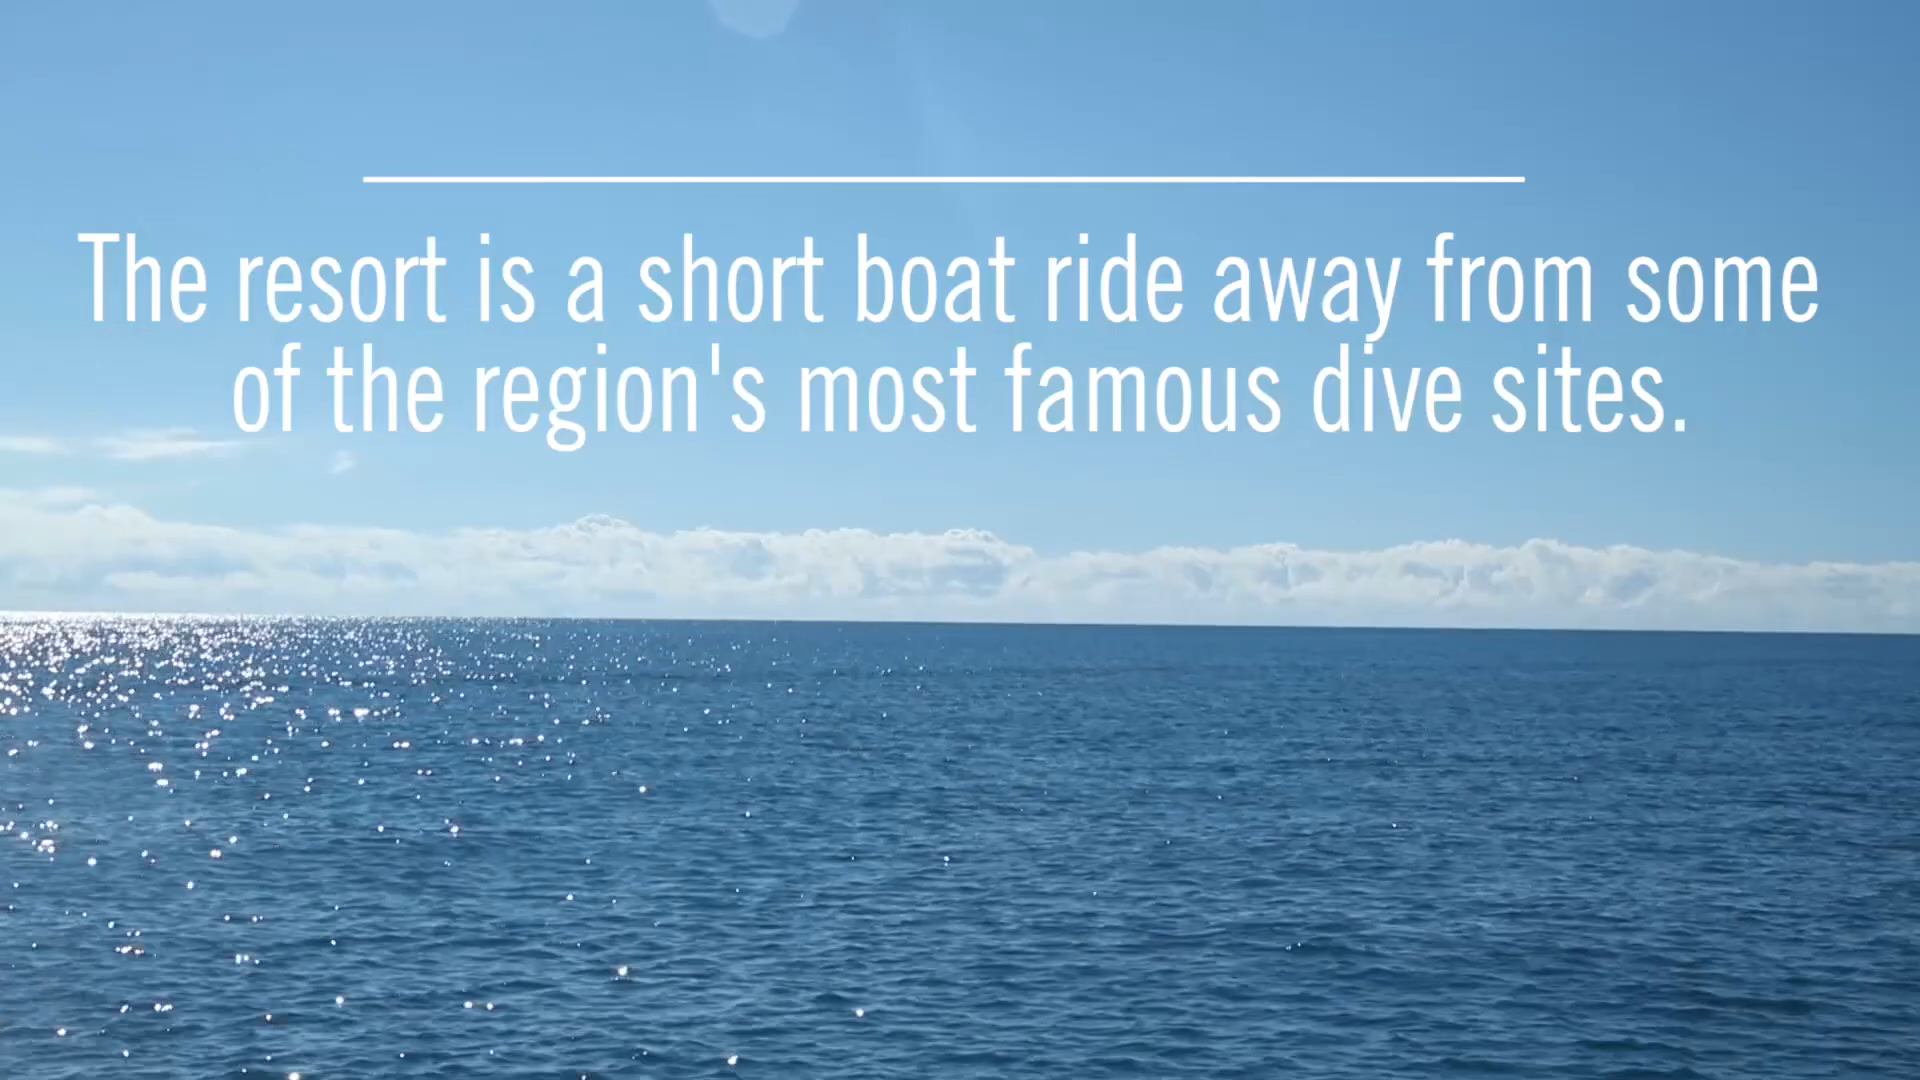 The resort is a short boat ride away from some
of the region's most famous dive sites.